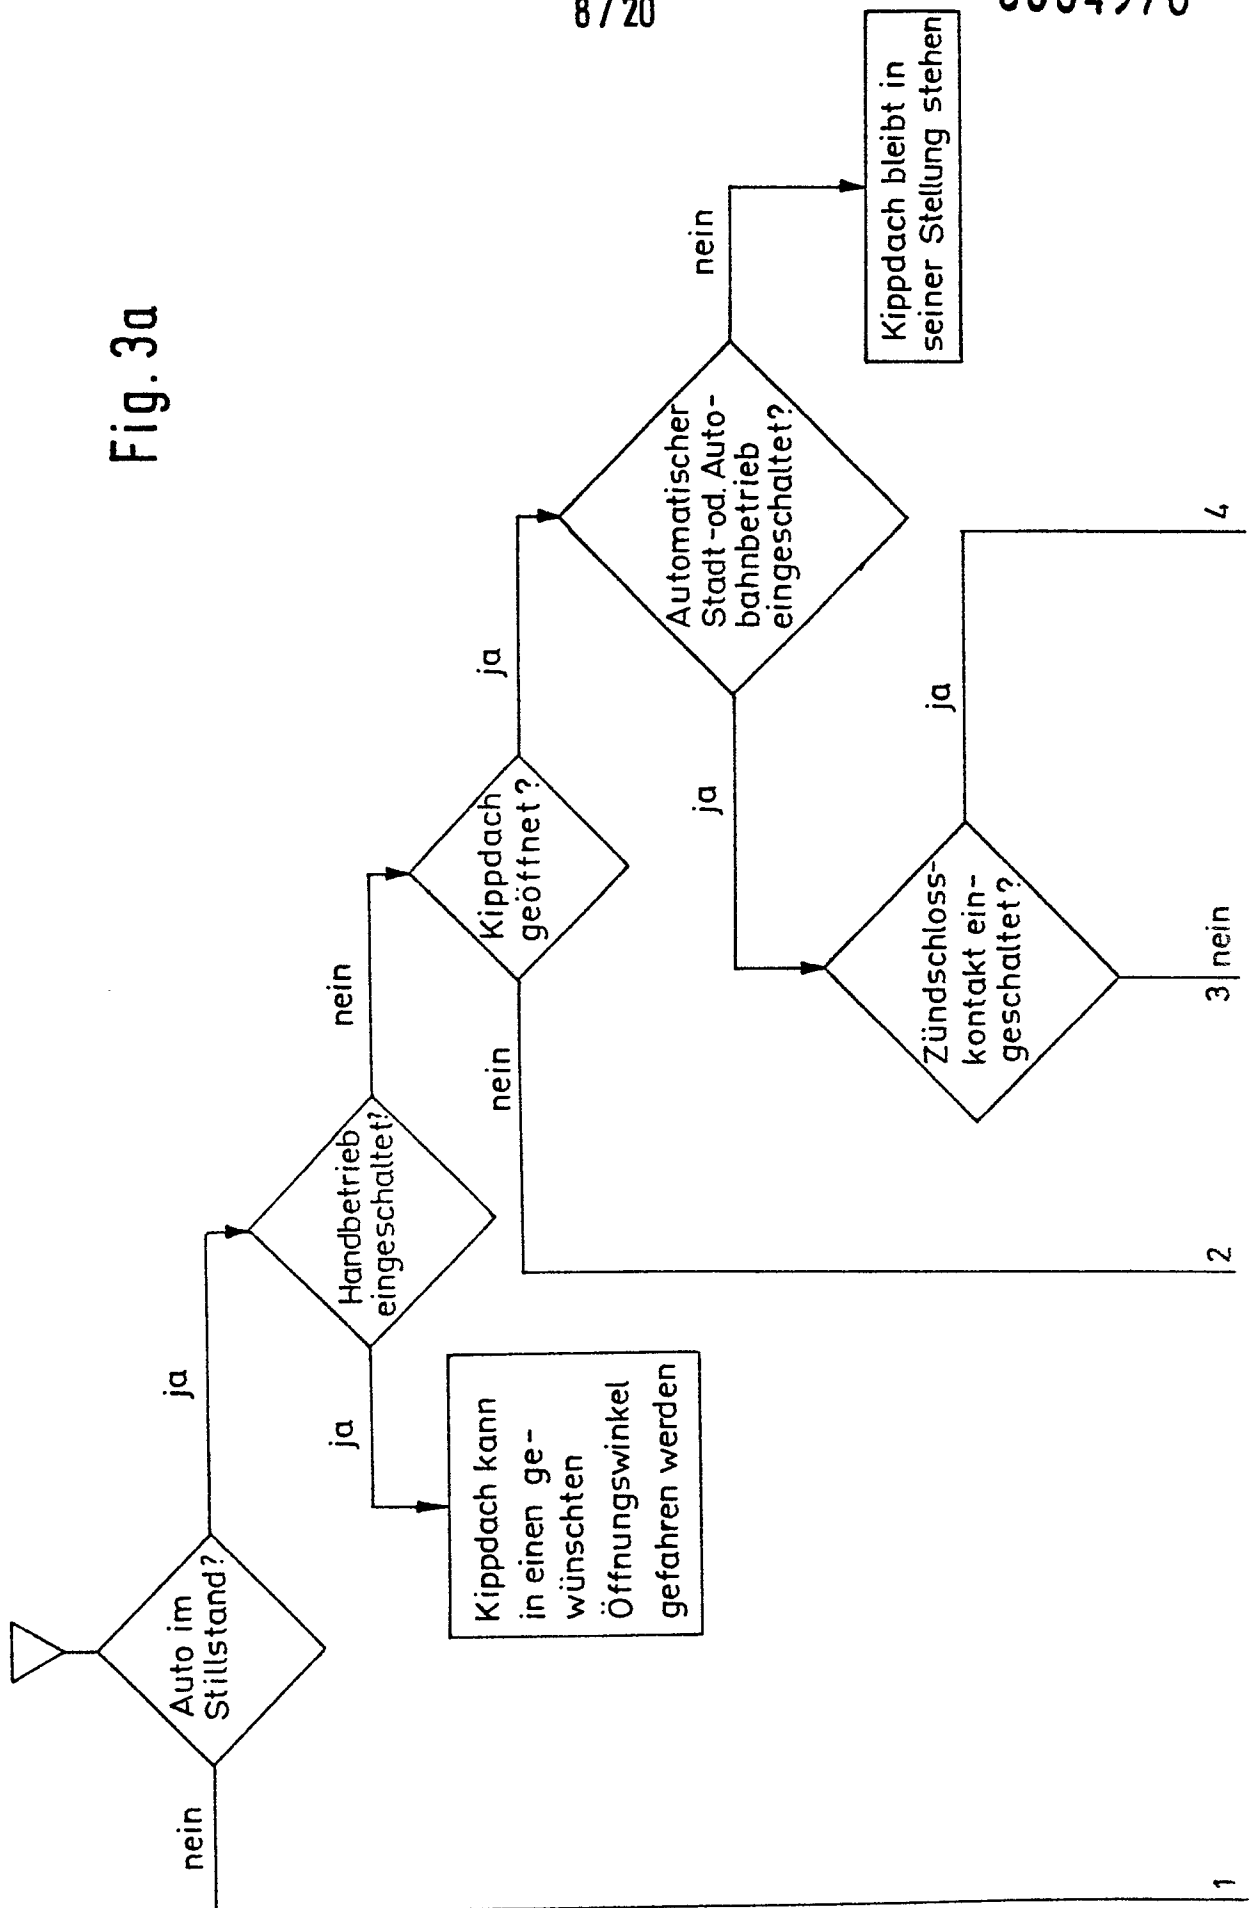 8 / 20
Fig. 3a
Auto im
Stillstand?
nein
ja
Handbetrieb
eingeschaltet?
ja
nein
Kippdach kann
in einen ge-
wünschten
Öffnungswinkel
gefahren werden
Kippdach
geöffnet?
nein
ja
Automatischer
Stadt-od. Auto-
bahnbetrieb
eingeschaltet?
ja
nein
Kippdach bleibt in
seiner Stellung stehen
Zündschloss-
kontakt ein-
geschaltet?
ja
nein
1
2
3
4